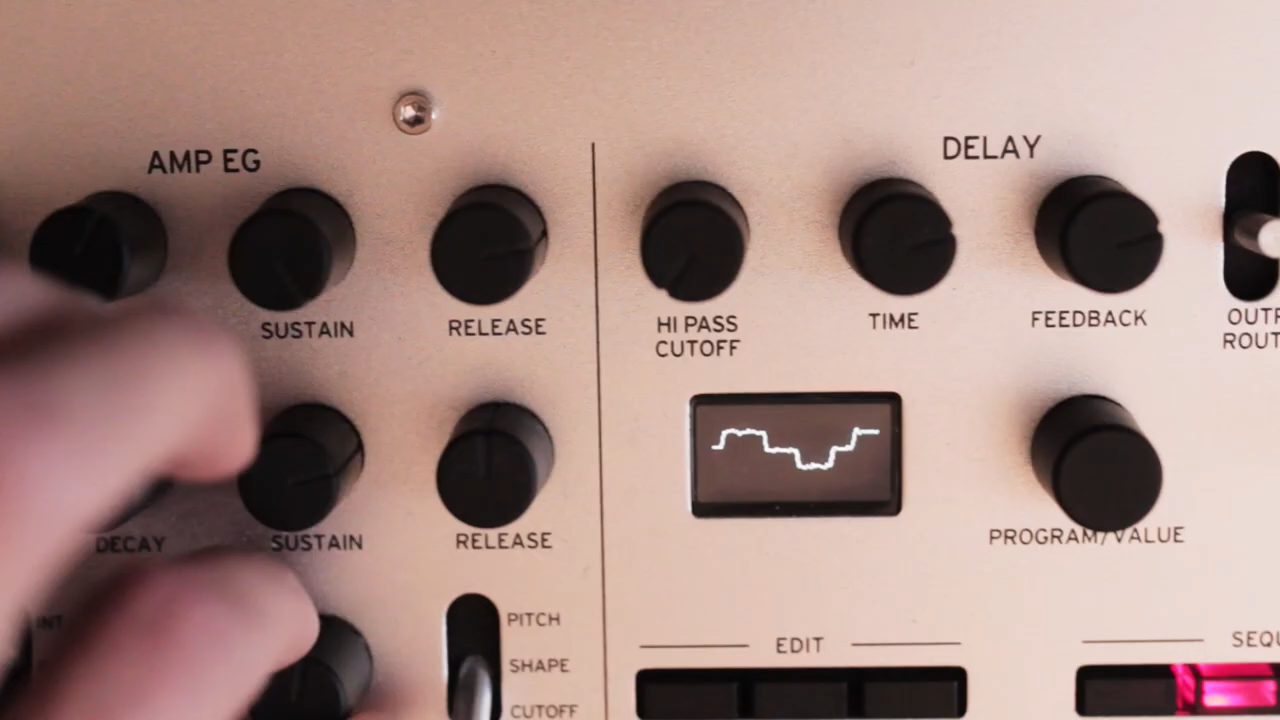 AMP EG
DELAY
SUSTAIN
RELEASE
HI PASS
CUTOFF
TIME
FEEDBACK
DECAY
SUSTAIN
RELEASE
PROGRAM/VALUE
INT
PITCH
SHAPE
CUTOFF
EDIT